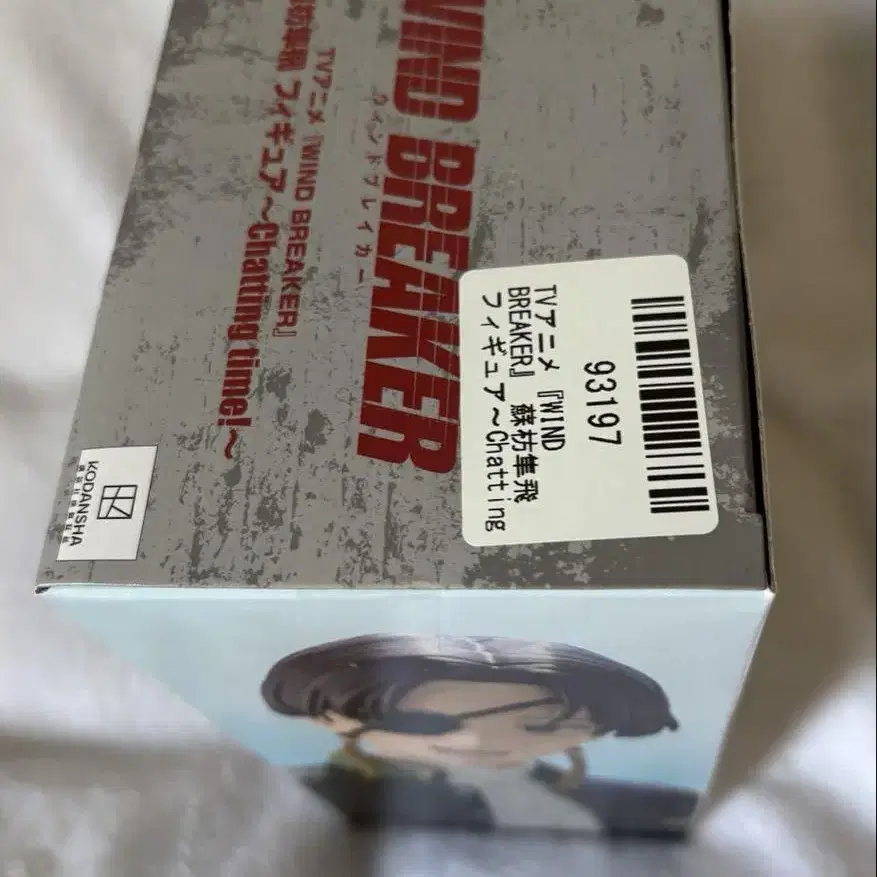 WIND BREAKER
ウィンドブレイカー
TVアニメ『WIND BREAKER』
隼飛 フィギュア～Chatting time!～
KODANSHA
93197
TVアニメ 『WIND
BREAKER』 蘇枋隼飛
フィギュア～Chatting